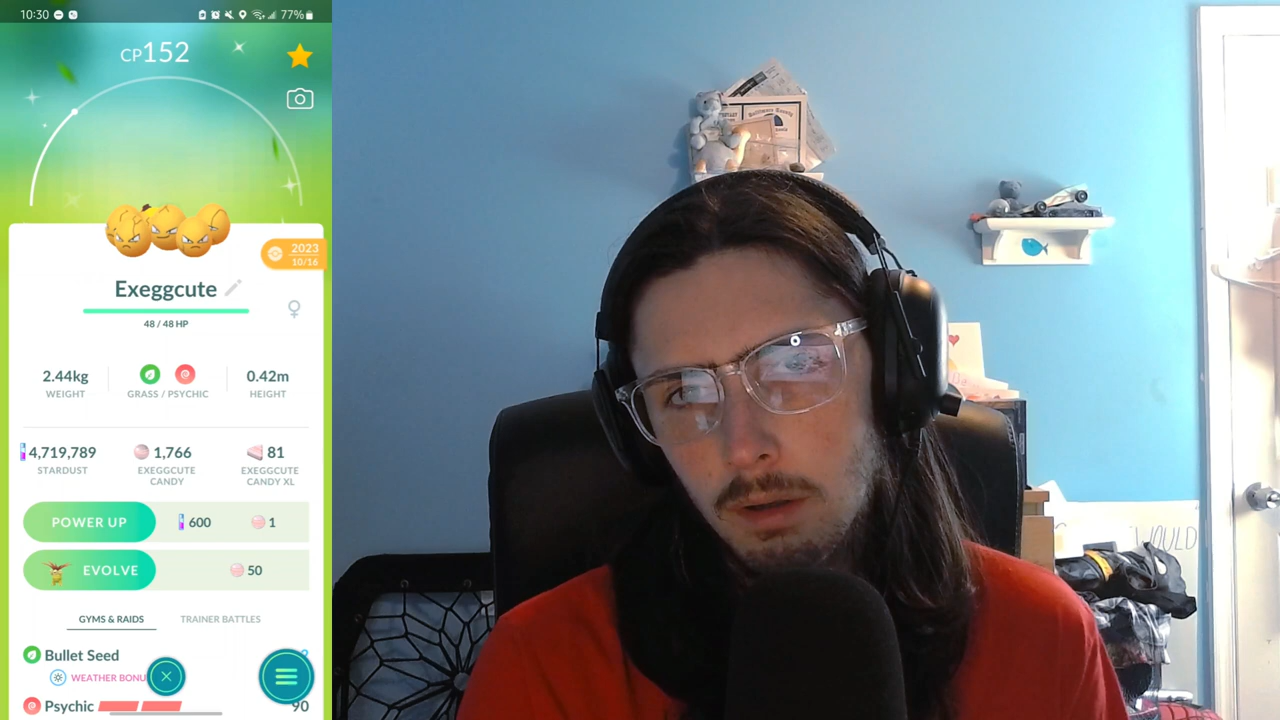 10:30
77%
CP152
2023
10/16
Exeggcute
48 / 48 HP
2.44kg
WEIGHT
GRASS / PSYCHIC
0.42m
HEIGHT
4,719,789
STARDUST
1,766
EXEGGCUTE
CANDY
81
EXEGGCUTE
CANDY XL
POWER UP
600
1
EVOLVE
50
GYMS & RAIDS
TRAINER BATTLES
Bullet Seed
WEATHER BONU
Psychic
90
WOULD